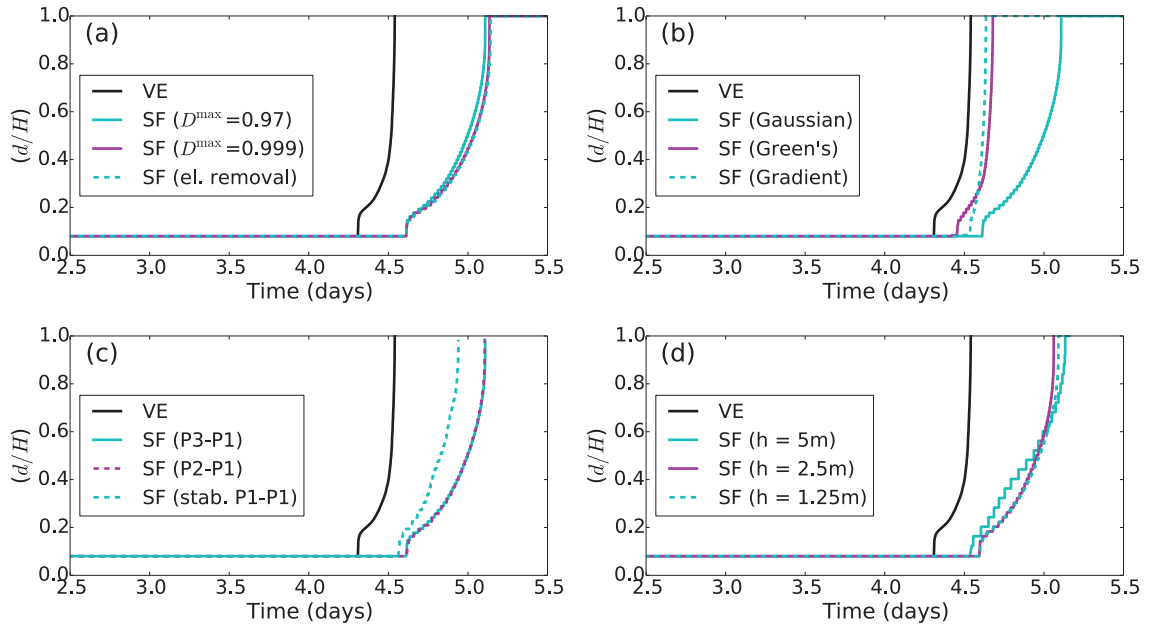 (a)
(d/H)
1.0
0.8
0.6
0.4
0.2
0.0
VE
SF (D^max=0.97)
SF (D^max=0.999)
SF (el. removal)
2.5 3.0 3.5 4.0 4.5 5.0 5.5
Time (days)
(b)
(d/H)
1.0
0.8
0.6
0.4
0.2
0.0
VE
SF (Gaussian)
SF (Green's)
SF (Gradient)
2.5 3.0 3.5 4.0 4.5 5.0 5.5
Time (days)
(c)
(d/H)
1.0
0.8
0.6
0.4
0.2
0.0
VE
SF (P3-P1)
SF (P2-P1)
SF (stab. P1-P1)
2.5 3.0 3.5 4.0 4.5 5.0 5.5
Time (days)
(d)
(d/H)
1.0
0.8
0.6
0.4
0.2
0.0
VE
SF (h = 5m)
SF (h = 2.5m)
SF (h = 1.25m)
2.5 3.0 3.5 4.0 4.5 5.0 5.5
Time (days)